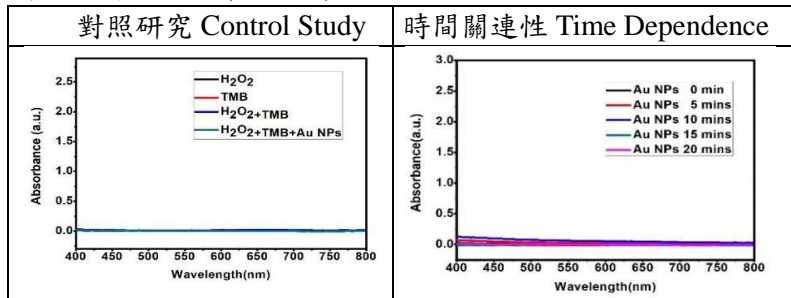 對照研究 Control Study
時間關連性 Time Dependence
H2O2
TMB
H2O2+TMB
H2O2+TMB+Au NPs
2.5
2.0
1.5
1.0
0.5
0.0
Absorbance (a.u.)
400 450 500 550 600 650 700 750 800
Wavelength(nm)
Au NPs 0 min
Au NPs 5 mins
Au NPs 10 mins
Au NPs 15 mins
Au NPs 20 mins
3.0
2.5
2.0
1.5
1.0
0.5
0.0
Absorbance(a.u.)
400 450 500 550 600 650 700 750 800
Wavelength(nm)